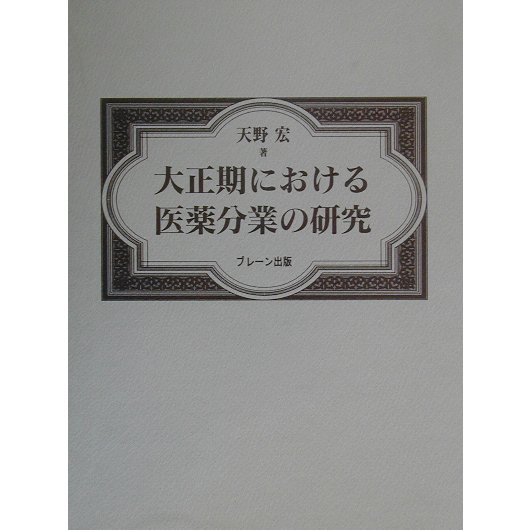 天野 宏
著
大正期における
医薬分業の研究
ブレーン出版